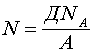 N = ДN_A / A